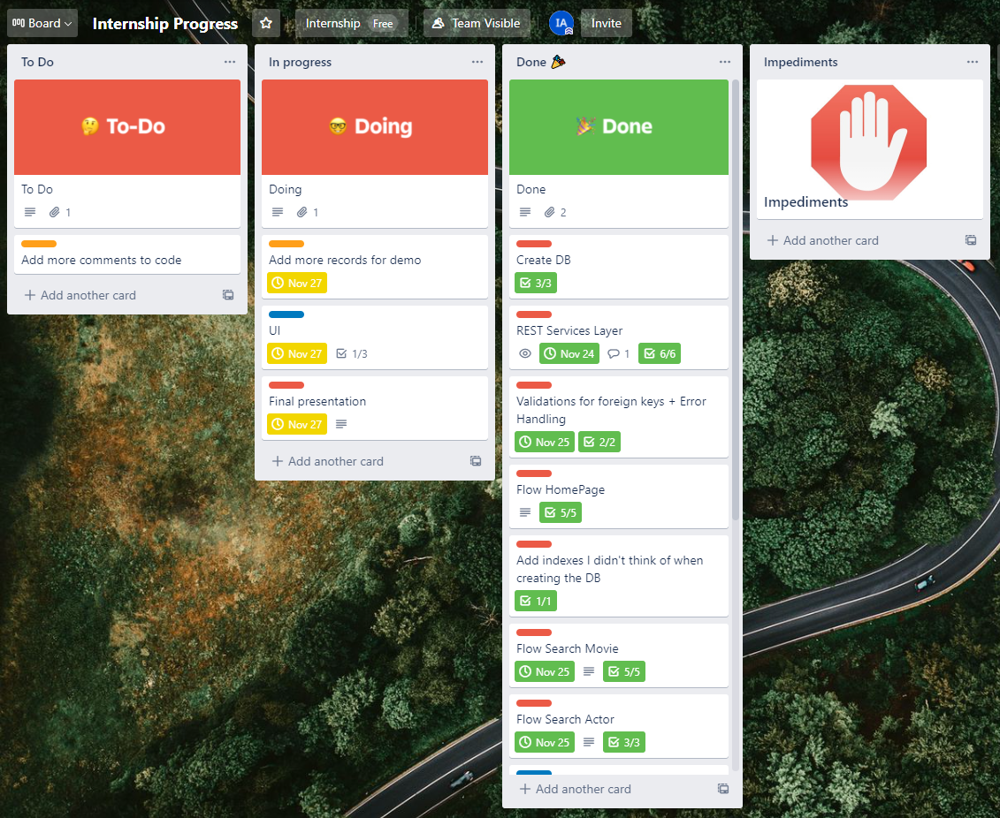 Board
Internship Progress
Internship Free
Team Visible
IA
Invite
To Do
🤔 To-Do
To Do
1
Add more comments to code
+ Add another card
In progress
🤓 Doing
Doing
1
Add more records for demo
Nov 27
UI
Nov 27 1/3
Final presentation
Nov 27
+ Add another card
Done 🎉
🎉 Done
Done
2
Create DB
3/3
REST Services Layer
Nov 24 1 6/6
Validations for foreign keys + Error
Handling
Nov 25 2/2
Flow HomePage
5/5
Add indexes I didn't think of when
creating the DB
1/1
Flow Search Movie
Nov 25 5/5
Flow Search Actor
Nov 25 3/3
+ Add another card
Impediments
Impediments
+ Add another card